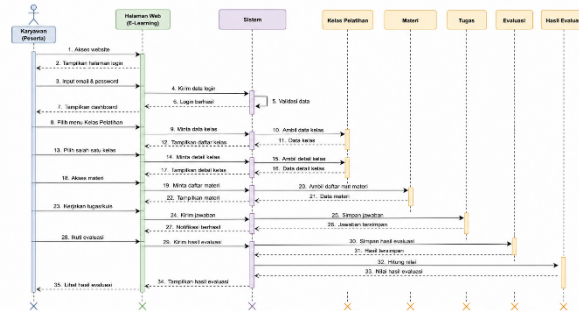 Karyawan
(Peserta)
Halaman Web
(E-Learning)
Sistem
Kelas Pelatihan
Materi
Tugas
Evaluasi
Hasil Evaluasi
1. Akses website
2. Tampilkan halaman login
3. Input email & password
4. Kirim data login
5. Validasi data
6. Login berhasil
7. Tampilkan dashboard
8. Pilih menu Kelas Pelatihan
9. Minta data kelas
10. Ambil data kelas
11. Data kelas
12. Tampilkan daftar kelas
13. Pilih salah satu kelas
14. Minta detail kelas
15. Ambil detail kelas
16. Data detail kelas
17. Tampilkan detail kelas
18. Akses materi
19. Minta daftar materi
20. Ambil daftar materi
21. Data materi
22. Tampilkan materi
23. Kerjakan tugas/kuis
24. Kirim jawaban
25. Simpan jawaban
26. Jawaban tersimpan
27. Notifikasi berhasil
28. Ikuti evaluasi
29. Kirim hasil evaluasi
30. Simpan hasil evaluasi
31. Hasil tersimpan
32. Hitung nilai
33. Nilai hasil evaluasi
34. Tampilkan hasil evaluasi
35. Lihat hasil evaluasi